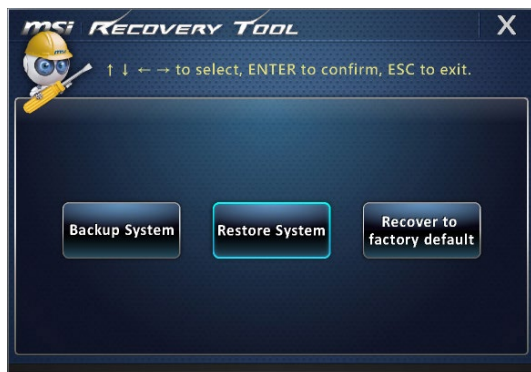 msi RECOVERY TOOL X
↑ ↓ ← → to select, ENTER to confirm, ESC to exit.
Backup System
Restore System
Recover to
factory default